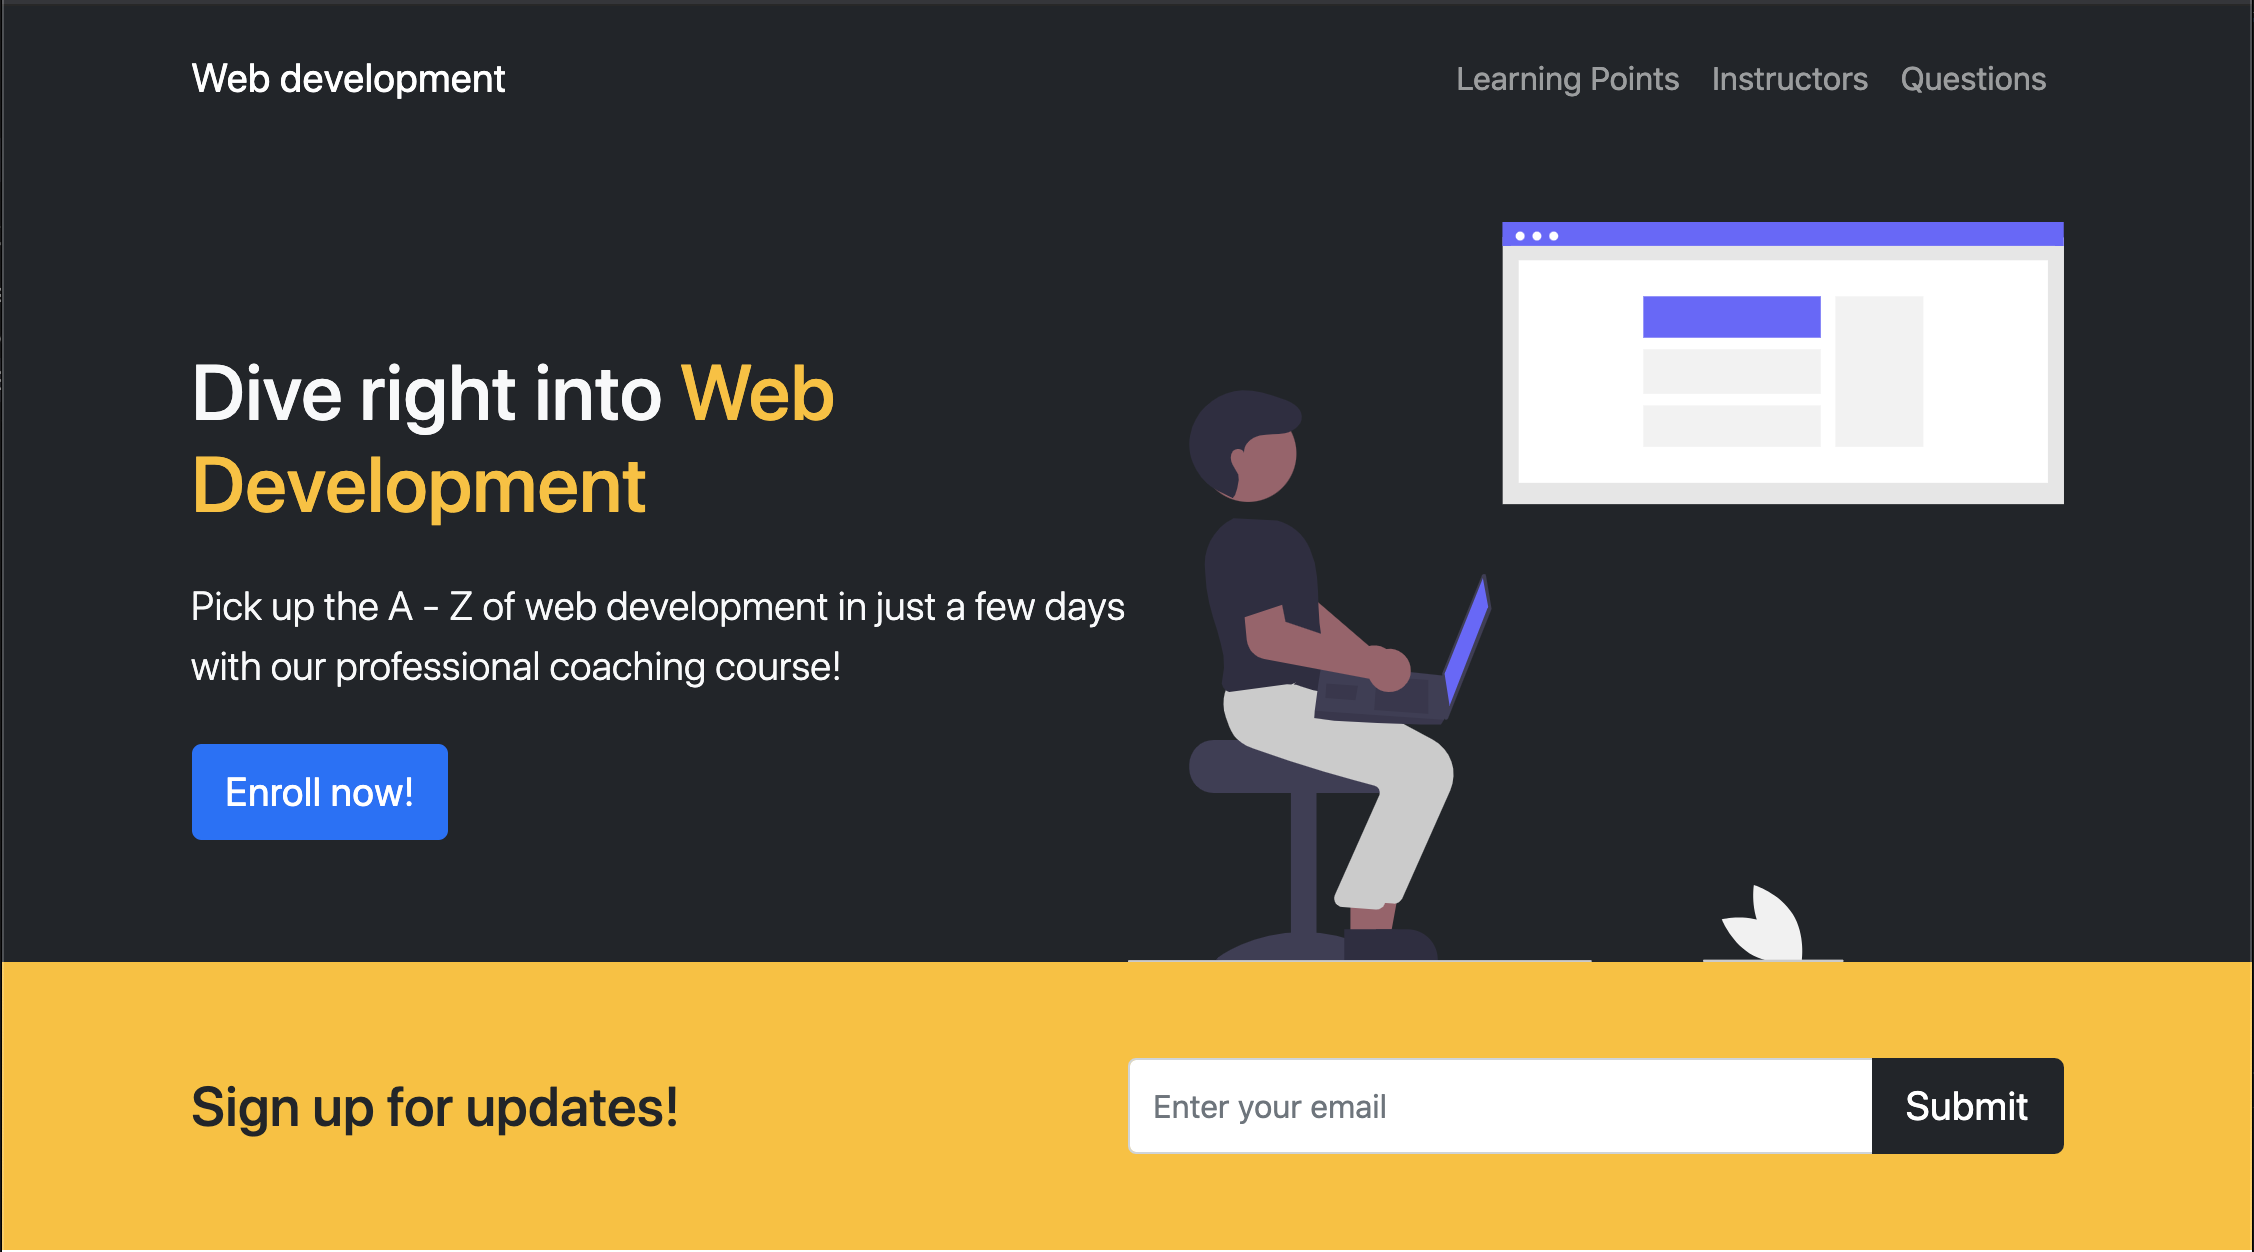 Web development
Learning Points
Instructors
Questions
Dive right into Web
Development
Pick up the A - Z of web development in just a few days
with our professional coaching course!
Enroll now!
Sign up for updates!
Enter your email
Submit